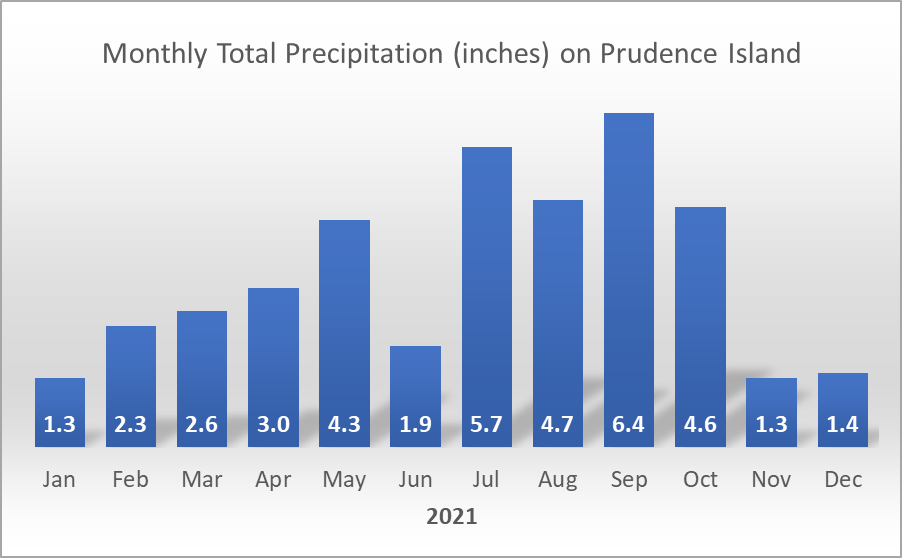 Monthly Total Precipitation (inches) on Prudence Island
1.3 2.3 2.6 3.0 4.3 1.9 5.7 4.7 6.4 4.6 1.3 1.4
Jan Feb Mar Apr May Jun Jul Aug Sep Oct Nov Dec
2021